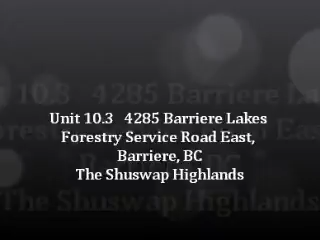 Unit 10.3   4285 Barriere Lakes
Forestry Service Road East,
Barriere, BC
The Shuswap Highlands